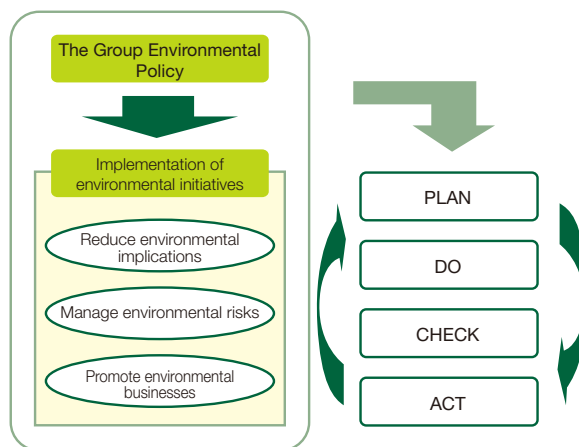 The Group Environmental
Policy
Implementation of
environmental initiatives
Reduce environmental
implications
Manage environmental risks
Promote environmental
businesses
PLAN
DO
CHECK
ACT